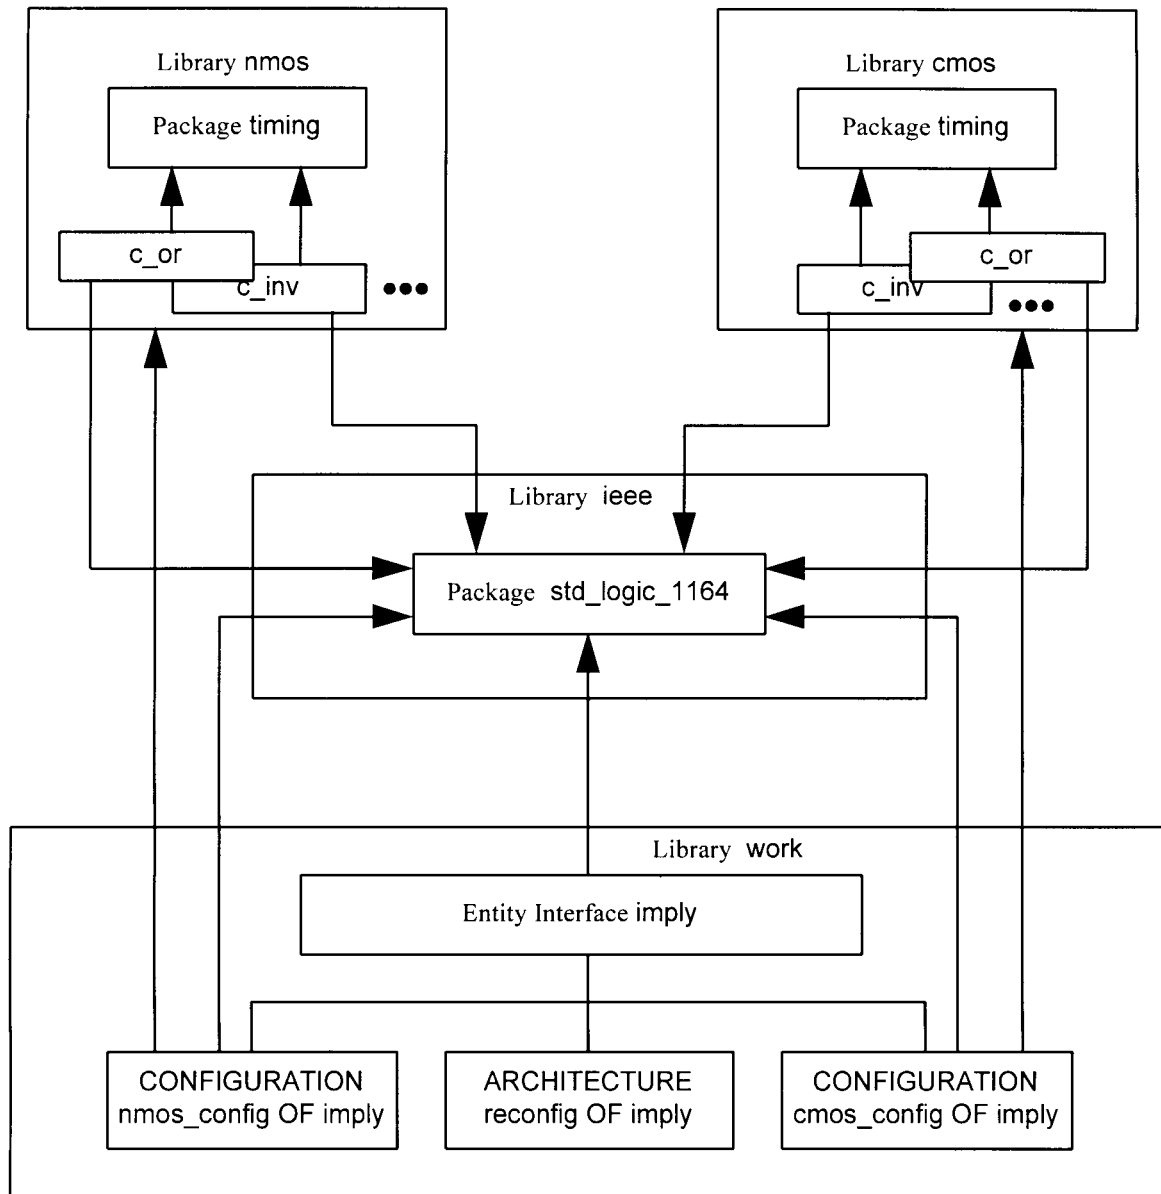 Library nmos
Package timing
c_or
c_inv
Library cmos
Package timing
c_or
c_inv
Library ieee
Package std_logic_1164
Library work
Entity Interface imply
CONFIGURATION
nmos_config OF imply
ARCHITECTURE
reconfig OF imply
CONFIGURATION
cmos_config OF imply